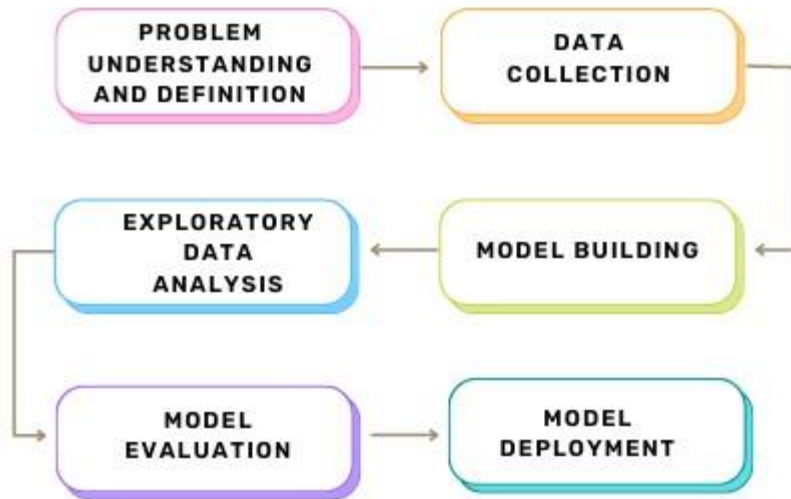 PROBLEM
UNDERSTANDING
AND DEFINITION
DATA
COLLECTION
MODEL BUILDING
EXPLORATORY
DATA
ANALYSIS
MODEL
EVALUATION
MODEL
DEPLOYMENT